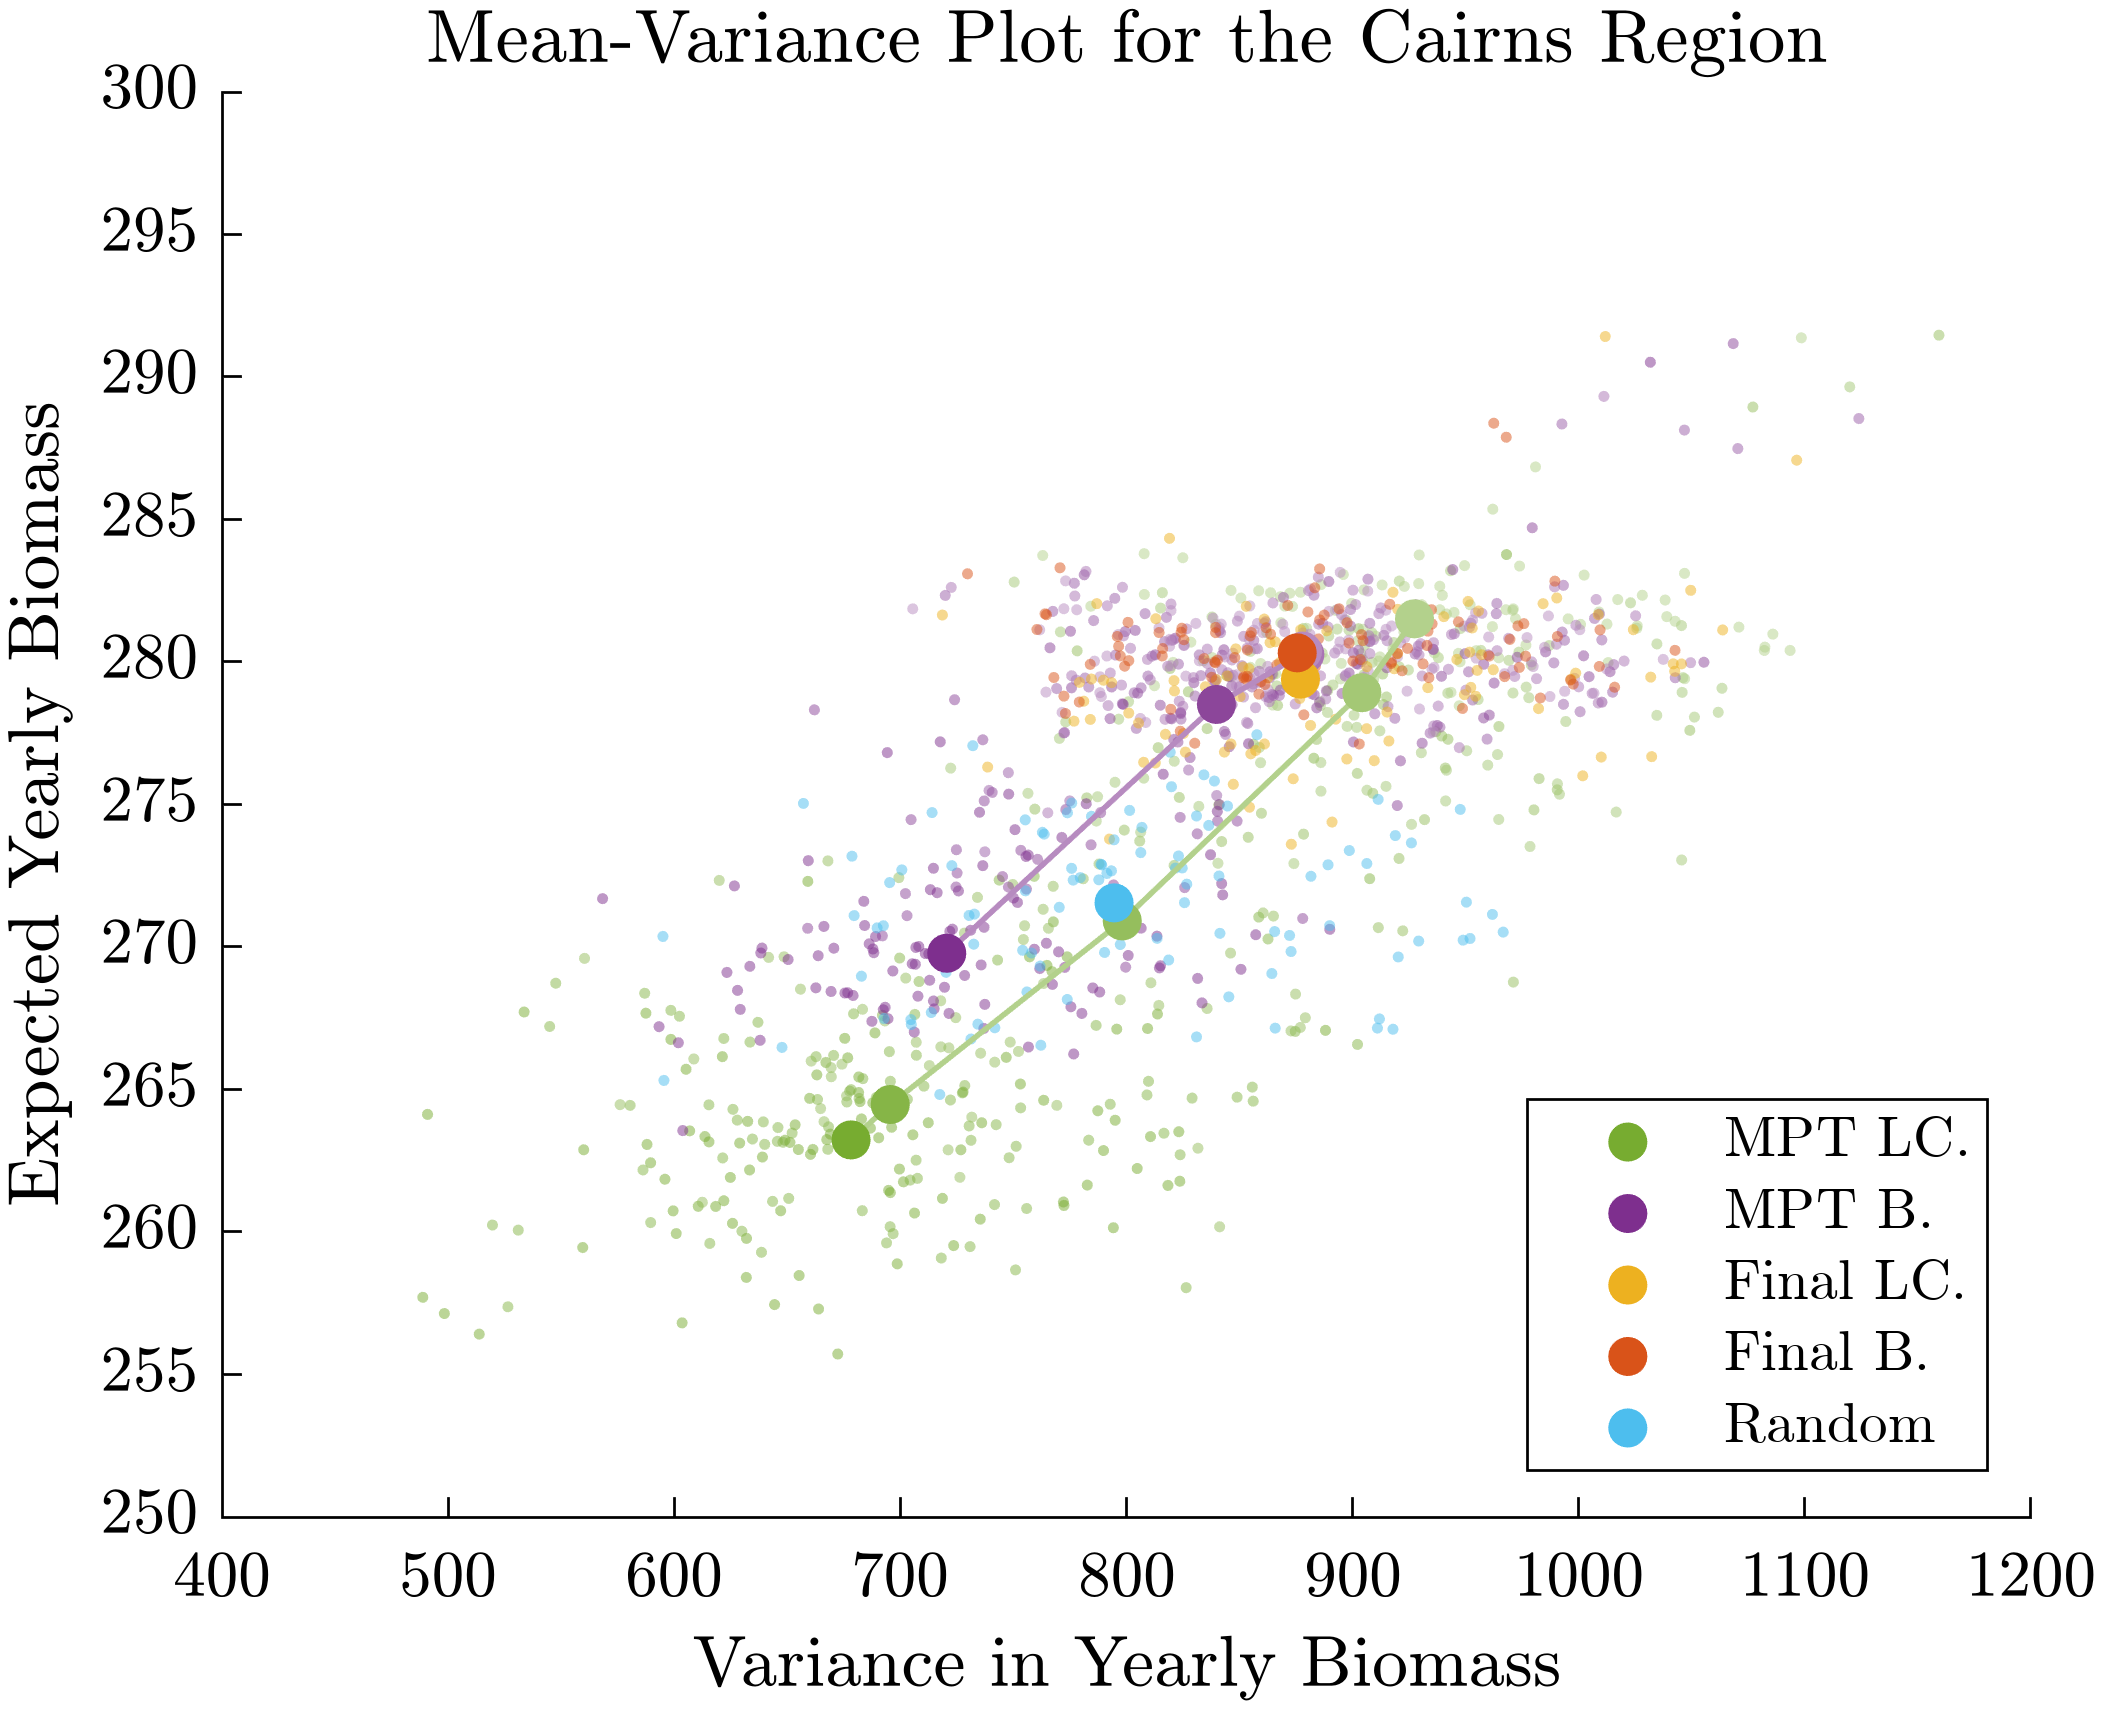 Mean-Variance Plot for the Cairns Region
300
295
290
285
280
275
270
265
260
255
250
Expected Yearly Biomass
MPT LC.
MPT B.
Final LC.
Final B.
Random
400 500 600 700 800 900 1000 1100 1200
Variance in Yearly Biomass